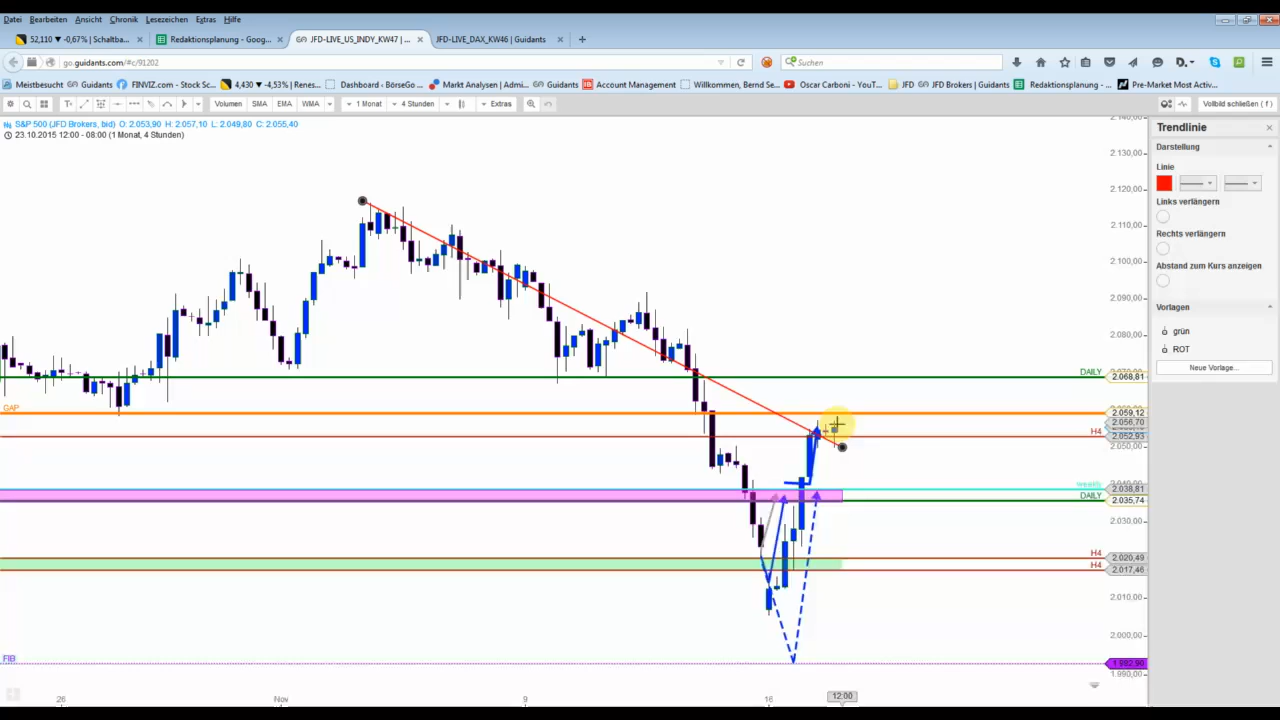 Datei Bearbeiten Ansicht Chronik Lesezeichen Extras Hilfe
52,110 ▼ -0,67% | Schaltba... × Redaktionsplanung - Goog... × JFD-LIVE_US_INDY_KW47 | ... × JFD-LIVE_DAX_KW46 | Guidants × +
go.guidants.com/#c/91202 Suchen
Meistbesucht Guidants FINVIZ.com - Stock Sc... 4,430 ▼ -4,53% | Renes... Dashboard - BörseGo ... Markt Analysen | Admi... Guidants Account Management Willkommen, Bernd Se... Oscar Carboni - YouT... JFD JFD Brokers | Guidants Redaktionsplanung | ... Pre-Market Most Activ...
Volumen SMA EMA WMA 1 Monat 4 Stunden Extras Vollbild schließen ( f )
S&P 500 (JFD Brokers, bid) O: 2.053,90 H: 2.057,10 L: 2.049,80 C: 2.055,40
23.10.2015 12:00 - 08:00 (1 Monat, 4 Stunden)
Trendlinie
Darstellung
Linie
Links verlängern
Rechts verlängern
Abstand zum Kurs anzeigen
Vorlagen
grün
ROT
Neue Vorlage...
2.140,00
2.130,00
2.120,00
2.110,00
2.100,00
2.090,00
2.080,00
DAILY 2.068,81
GAP 2.059,12
2.056,70
H4 2.052,93
2.050,00
weekly 2.038,81
DAILY 2.035,74
2.030,00
H4 2.020,49
H4 2.017,46
2.010,00
2.000,00
FIB 1.992,90
1.990,00
26 Nov 9 16 12:00